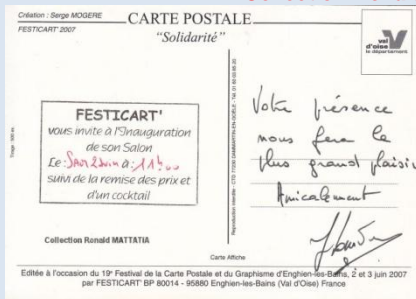 Création : Serge MOGERE
FESTICART' 2007
CARTE POSTALE
"Solidarité"
val
d'oise
le département
FESTICART'
vous invite à l'Inauguration
de son Salon
Le : SAM 2 Juin à : 11h00
suivi de la remise des prix et
d'un cocktail
Votre présence
nous fera le
plus grand plaisir
Amicalement
Collection Ronald MATTATIA
Carte Affiche
Editée à l'occasion du 19e Festival de la Carte Postale et du Graphisme d'Enghien-les-Bains, 2 et 3 juin 2007
par FESTICART' BP 80014 - 95880 Enghien-les-Bains (Val d'Oise) France